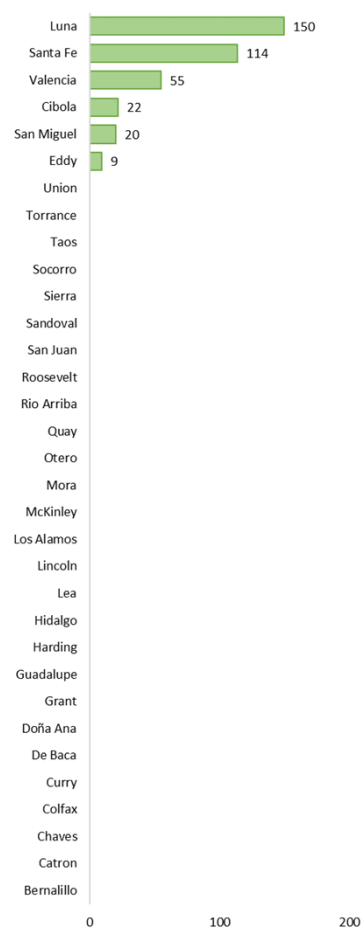 Luna 150
Santa Fe 114
Valencia 55
Cibola 22
San Miguel 20
Eddy 9
Union
Torrance
Taos
Socorro
Sierra
Sandoval
San Juan
Roosevelt
Rio Arriba
Quay
Otero
Mora
McKinley
Los Alamos
Lincoln
Lea
Hidalgo
Harding
Guadalupe
Grant
Doña Ana
De Baca
Curry
Colfax
Chaves
Catron
Bernalillo
0 100 200